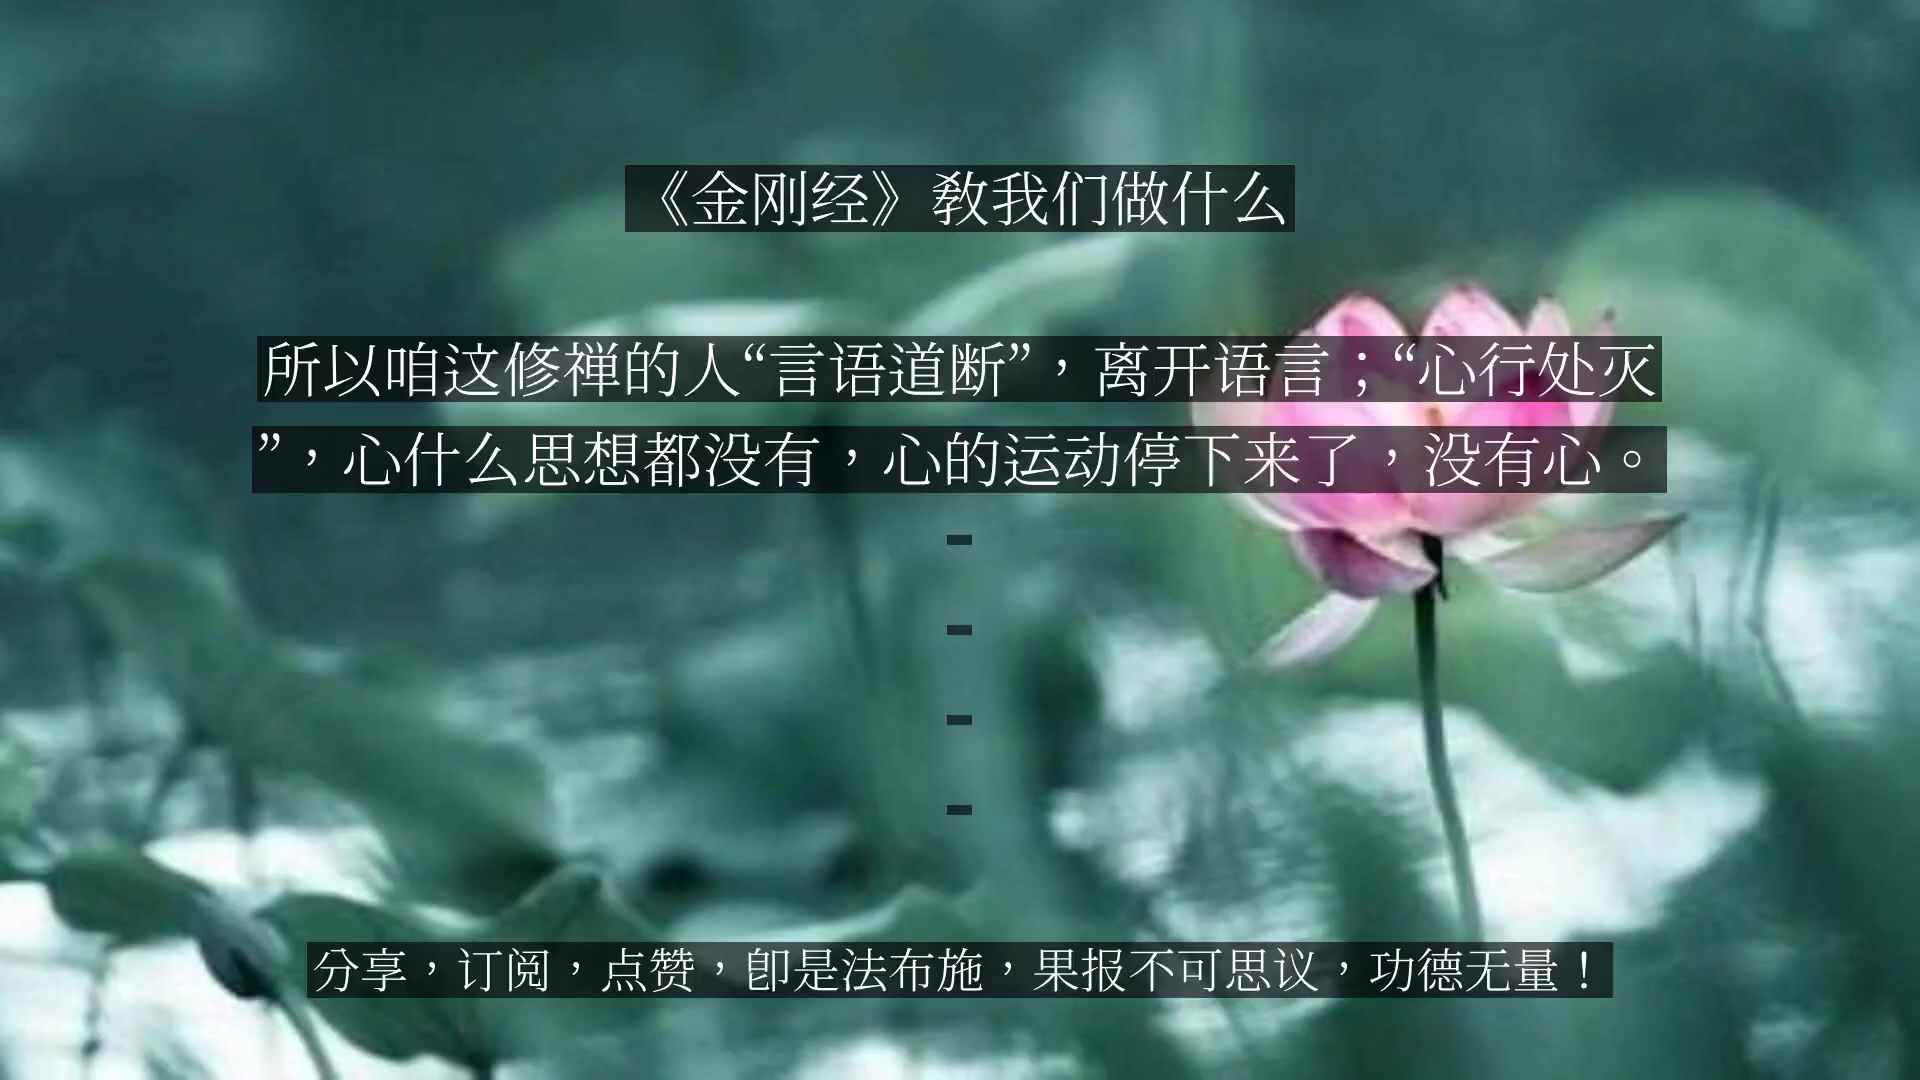 《金刚经》教我们做什么
所以咱这修禅的人“言语道断”，离开语言；“心行处灭
”，心什么思想都没有，心的运动停下来了，没有心。
分享，订阅，点赞，即是法布施，果报不可思议，功德无量！